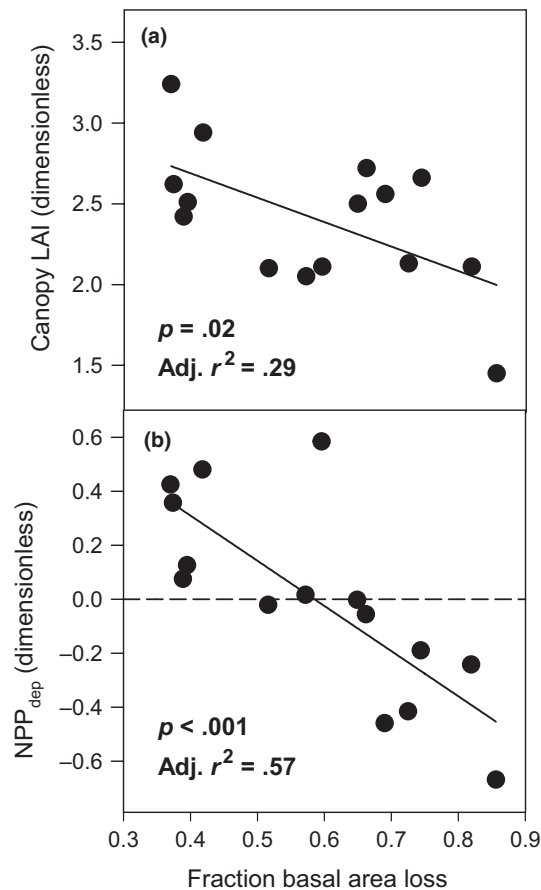 (a)
Canopy LAI (dimensionless)
3.5
3.0
2.5
2.0
1.5
p = .02
Adj. r² = .29
(b)
NPPdep (dimensionless)
0.6
0.4
0.2
0.0
−0.2
−0.4
−0.6
p < .001
Adj. r² = .57
0.3 0.4 0.5 0.6 0.7 0.8 0.9
Fraction basal area loss